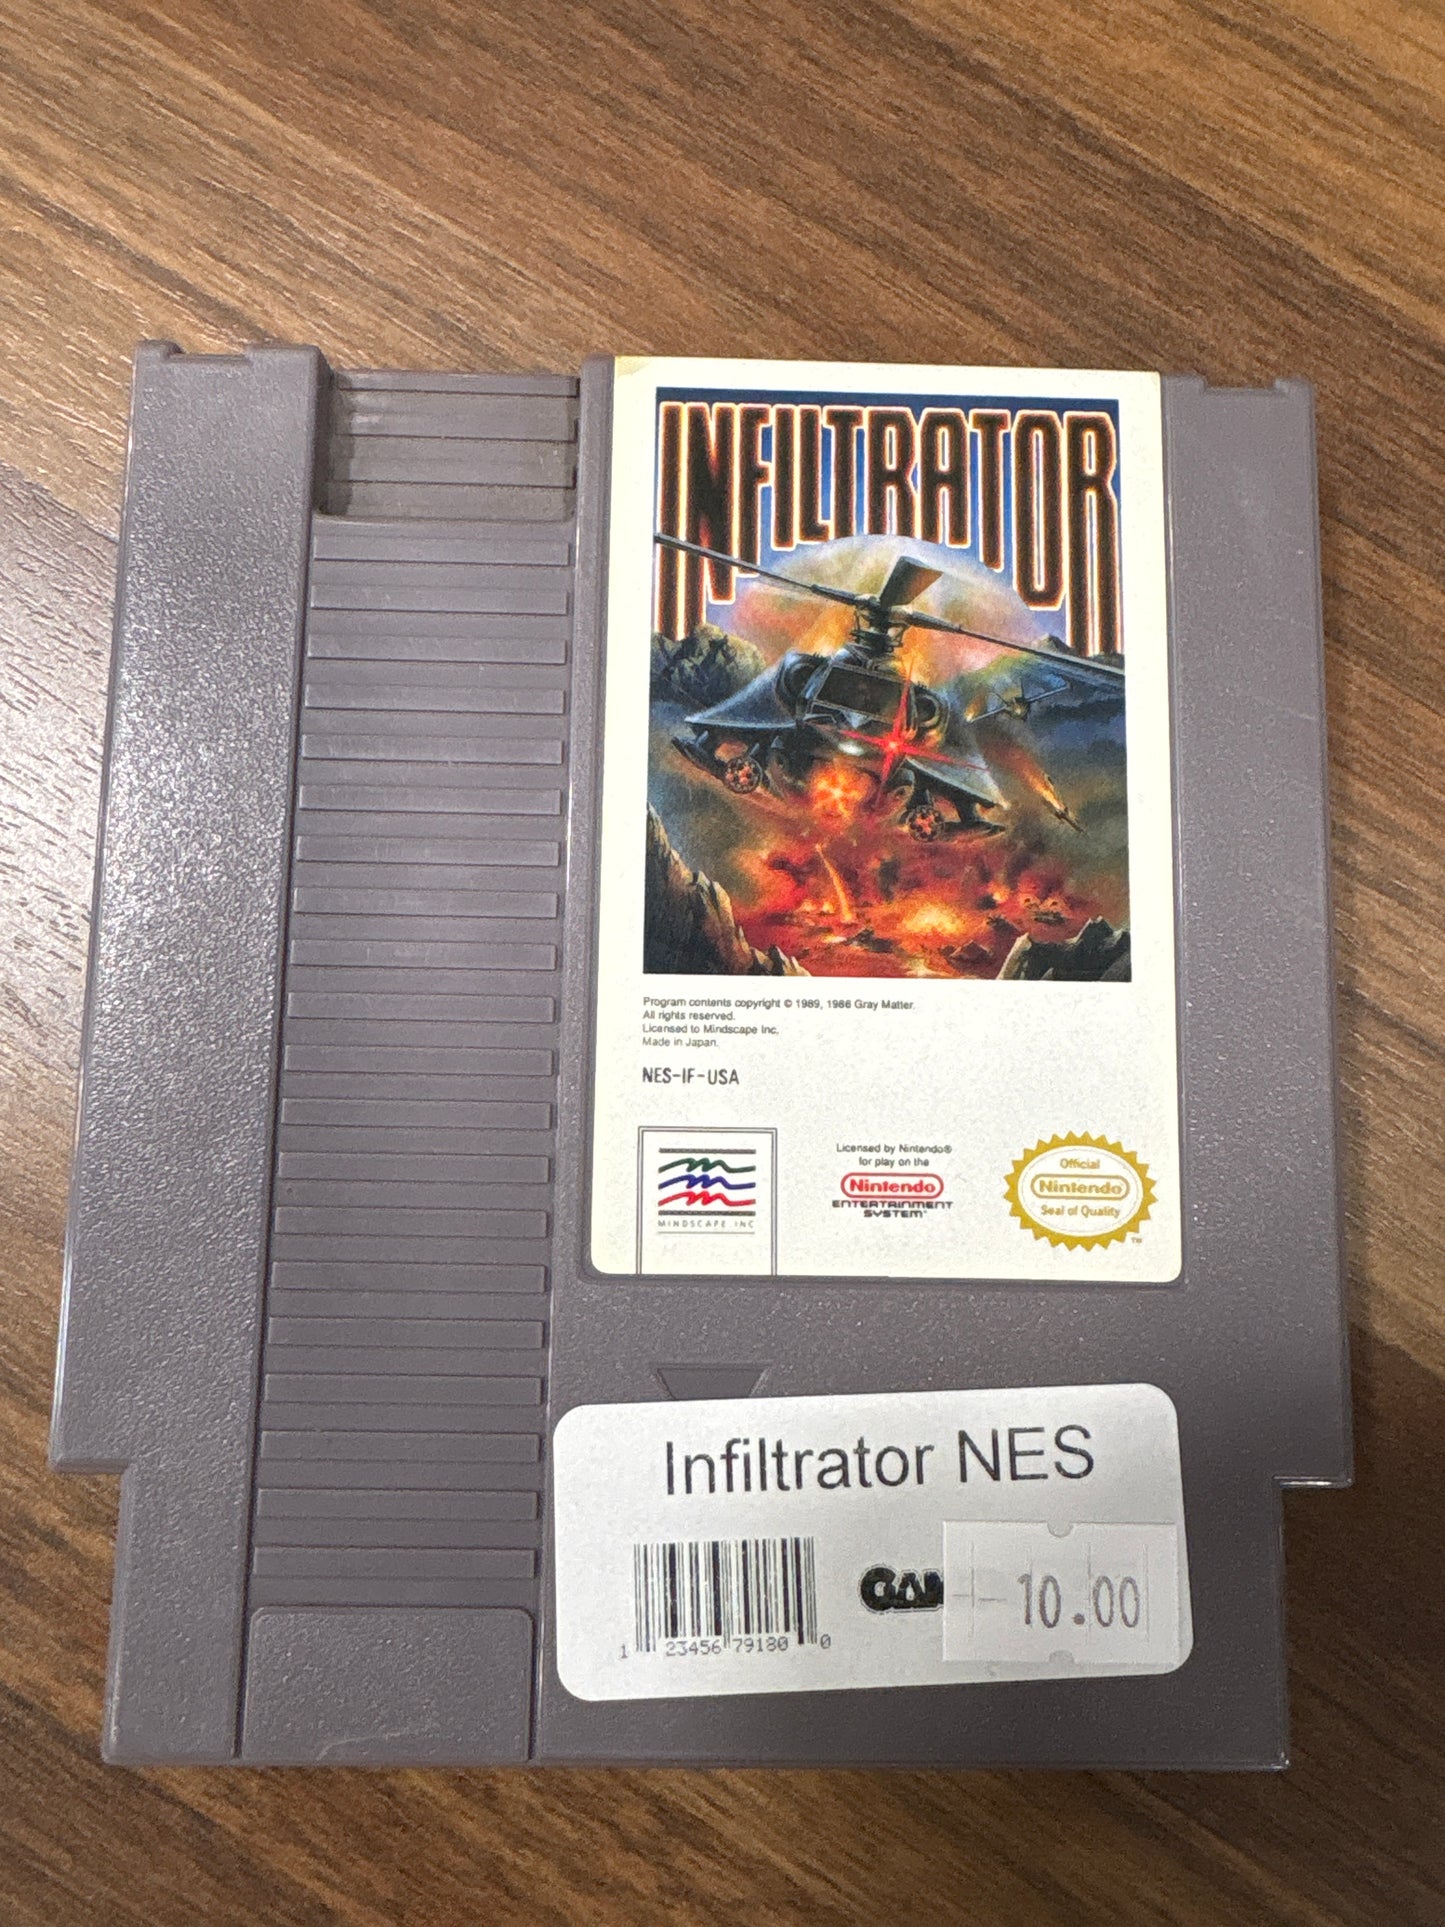 INFILTRATOR
Program contents copyright © 1989, 1986 Gray Matter.
All rights reserved.
Licensed to Mindscape Inc.
Made in Japan.
NES-IF-USA
MINDSCAPE INC
Licensed by Nintendo®
for play on the
Nintendo
ENTERTAINMENT
SYSTEM™
Official
Nintendo
Seal of Quality
™
Infiltrator NES
1 23456 79180 0
10.00